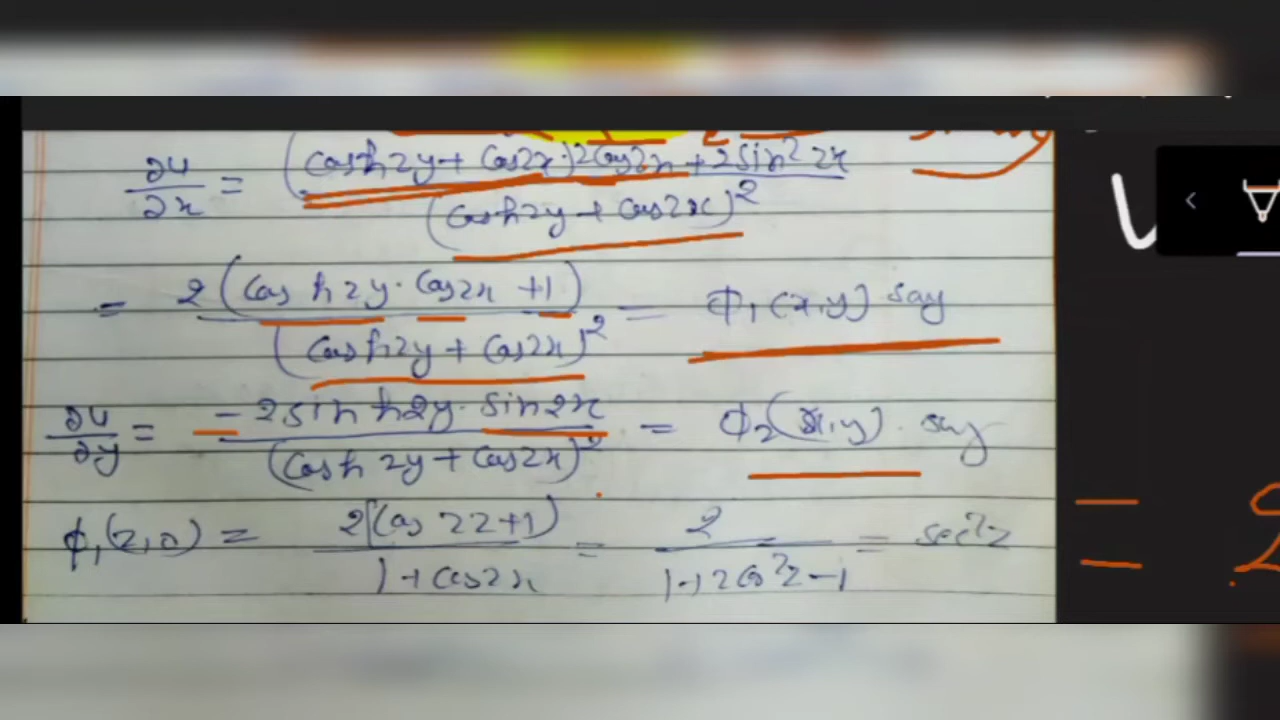 ∂u/∂x = (cosh2y + cos2x)2cos2x + 2sin²2x / (cosh2y + cos2x)²
= 2(cosh2y·cos2x + 1) / (cosh2y + cos2x)² = ϕ₁(x,y) say
∂u/∂y = -2sinh2y·sin2x / (cosh2y + cos2x)² = ϕ₂(x,y). say
ϕ₁(z,0) = 2(cos2z+1) / 1+cos2x = 2 / 1+2cos²z-1 = sec²z